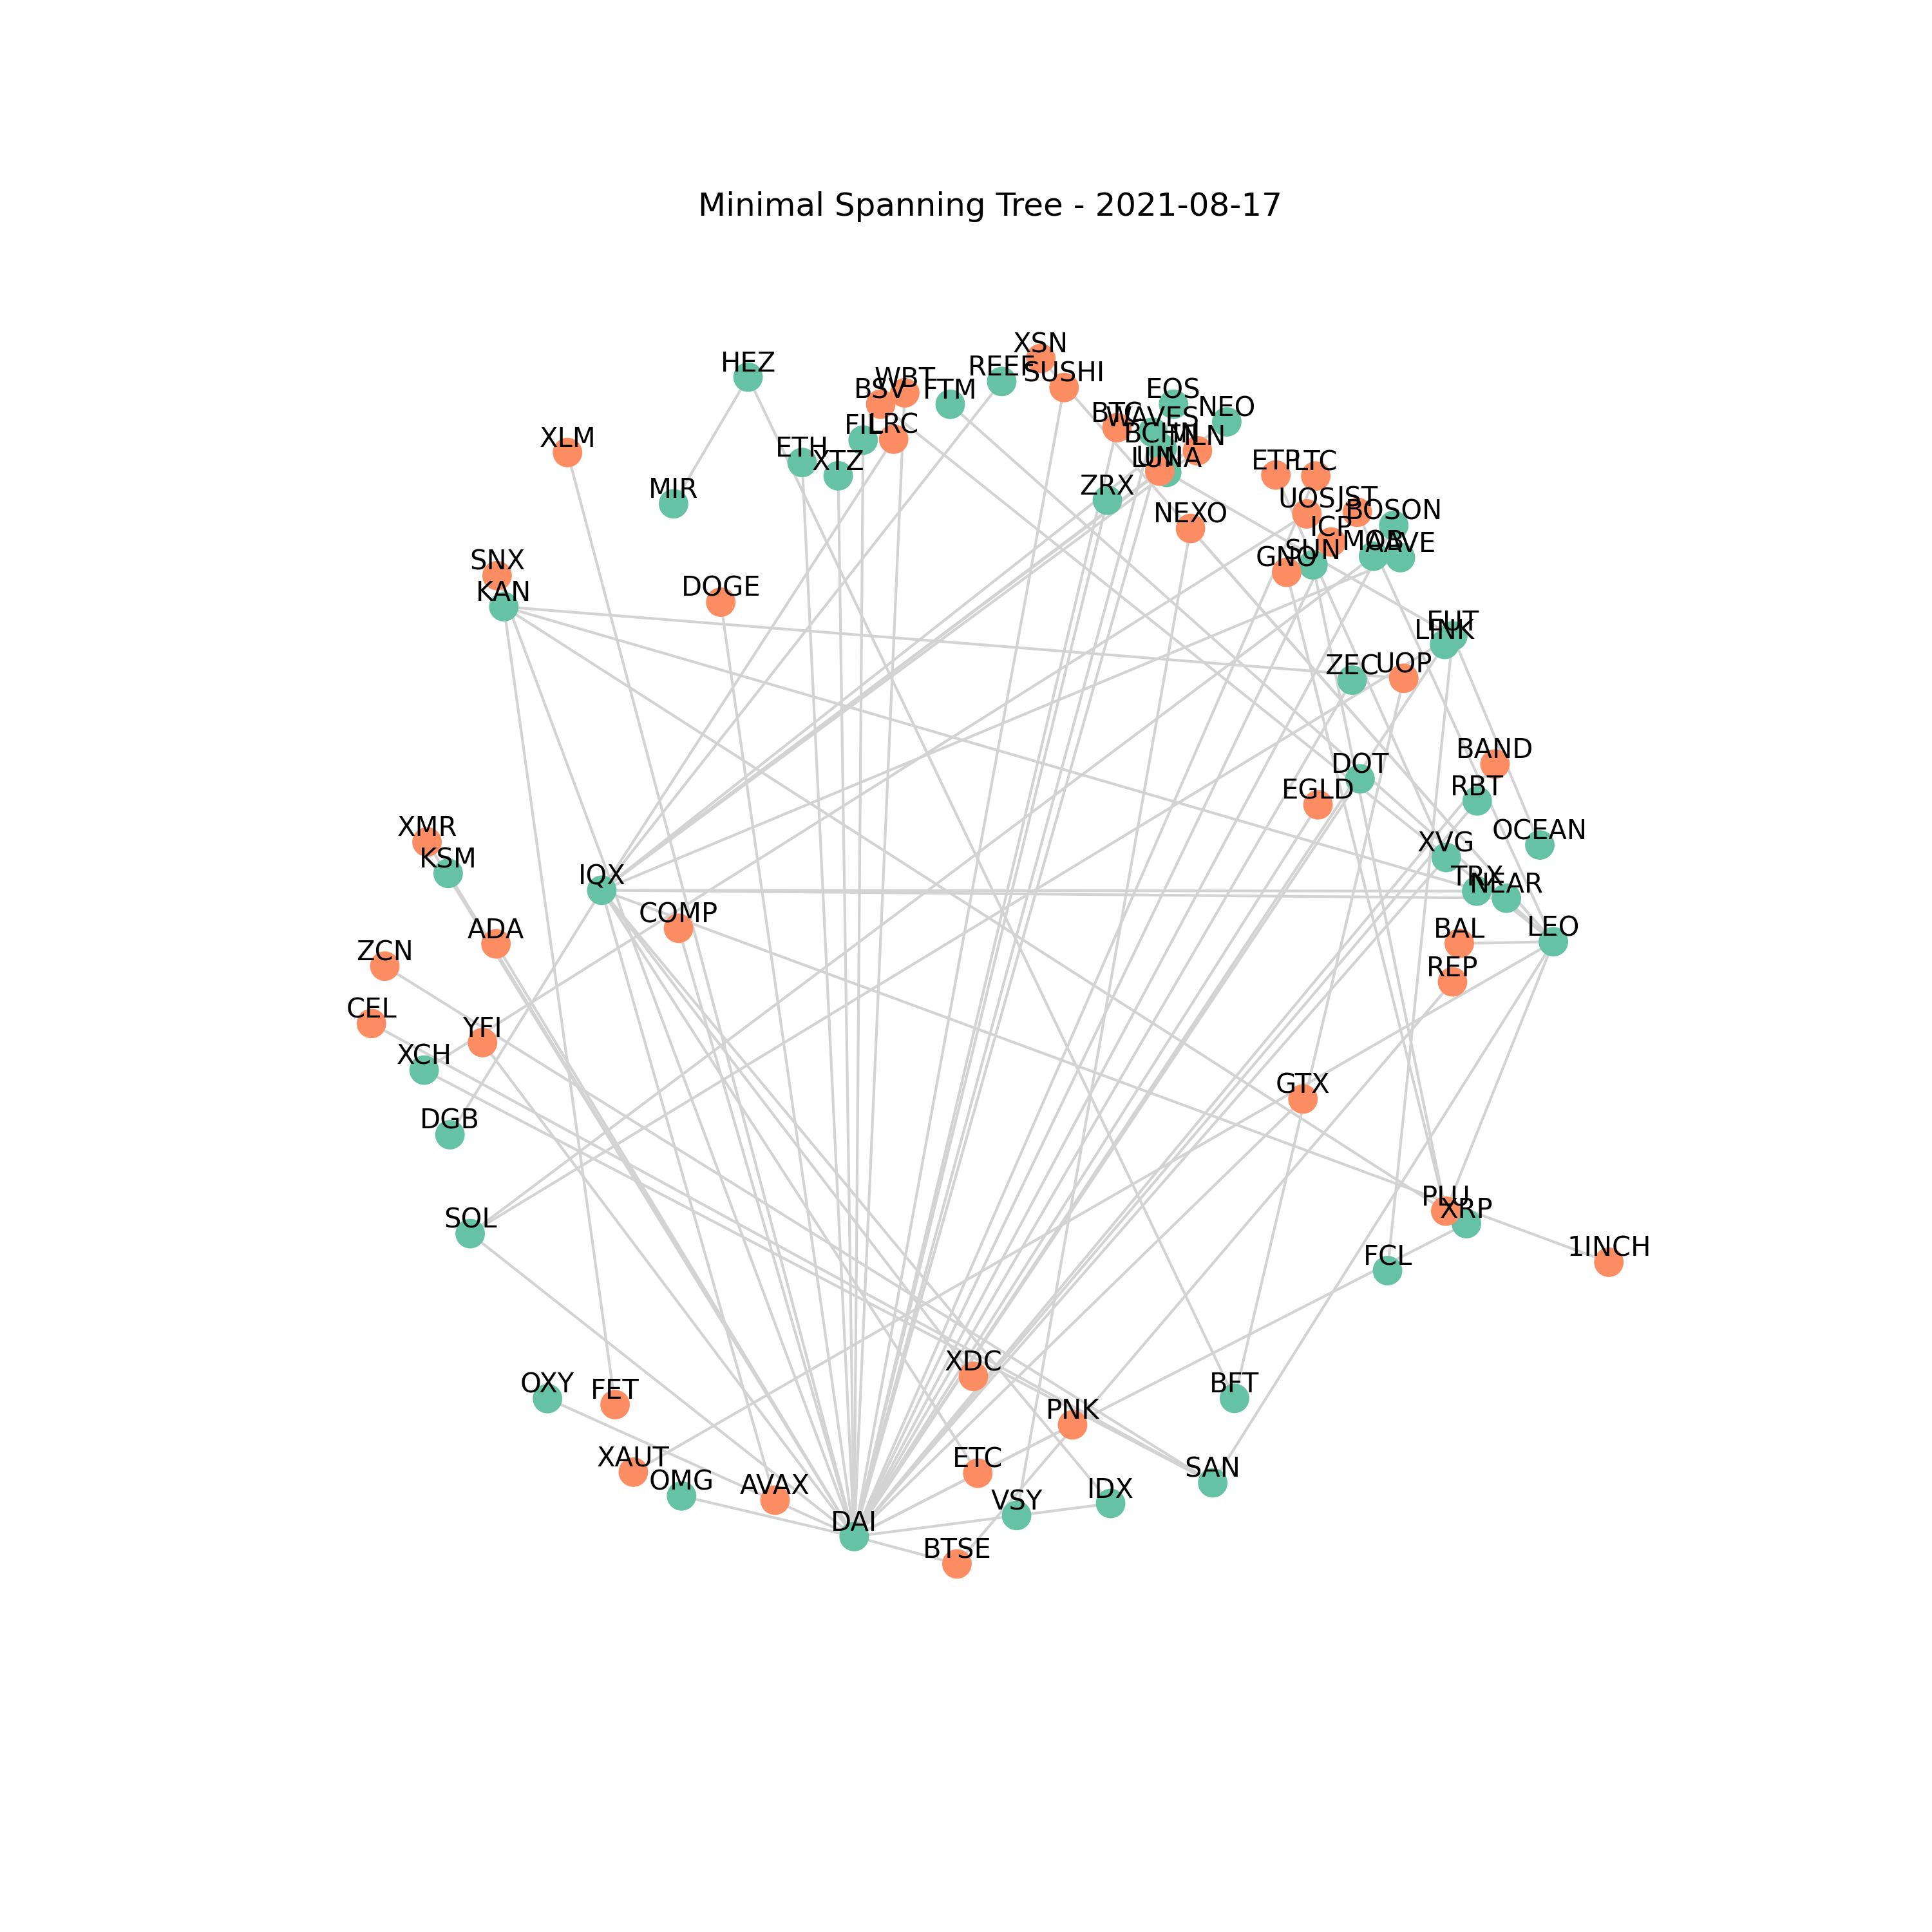 Minimal Spanning Tree - 2021-08-17
XSN
HEZ
REEF
SUSHI
WBT
BSV
FTM
EOS
NEO
BTC
WAVES
FIL
LRC
BCHN
MLN
XLM
ETH
XTZ
UNI
LUNA
ETP
LTC
MIR
ZRX
NEXO
UOS
JST
BOSON
ICP
MOB
AAVE
SUN
GNO
SNX
KAN
DOGE
FUT
LINK
ZEC
UOP
BAND
DOT
RBT
EGLD
XMR
OCEAN
XVG
KSM
IQX
TRX
NEAR
COMP
ADA
BAL
LEO
ZCN
REP
CEL
YFI
XCH
GTX
DGB
PLU
XRP
SOL
1INCH
FCL
XDC
OXY
FET
BFT
PNK
XAUT
ETC
SAN
OMG
AVAX
IDX
VSY
DAI
BTSE